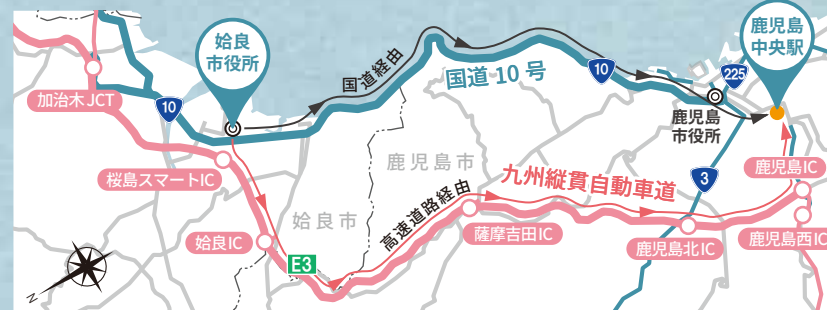 姶良
市役所
鹿児島
中央駅
国道経由
国道10号
10
225
加治木JCT
10
鹿児島
市役所
桜島スマートIC
鹿児島市
九州縦貫自動車道
3
鹿児島IC
姶良市
高速道路経由
姶良IC
薩摩吉田IC
鹿児島北IC
鹿児島西IC
E3
N